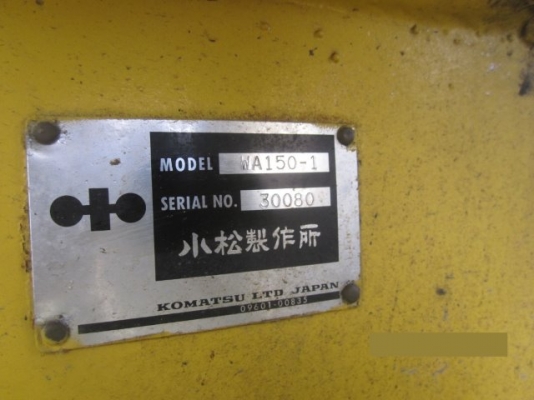 MODEL WA150-1
SERIAL NO. 30080
小松製作所
KOMATSU LTD JAPAN
09601-00835